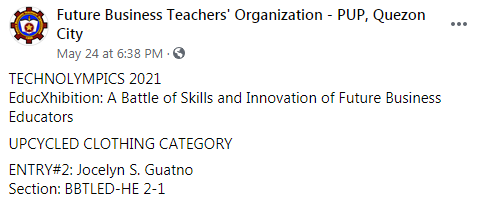 Future Business Teachers' Organization - PUP, Quezon
City
May 24 at 6:38 PM ·
TECHNOLYMPICS 2021
EducXhibition: A Battle of Skills and Innovation of Future Business
Educators
UPCYCLED CLOTHING CATEGORY
ENTRY#2: Jocelyn S. Guatno
Section: BBTLED-HE 2-1